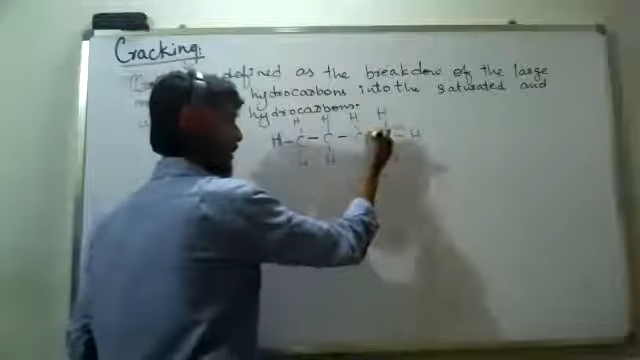 Cracking:
defined as the breakdow of the large
hydrocarbons into the saturated and
hydrocarbons.
H H H H
H - C - C - - H
H